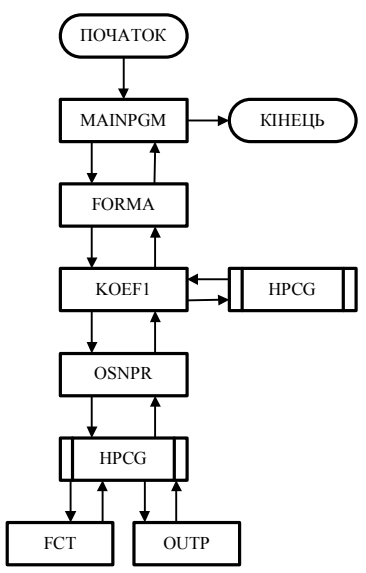 ПОЧАТОК
MAINPGM
КІНЕЦЬ
FORMA
KOEF1
HPCG
OSNPR
HPCG
FCT
OUTP